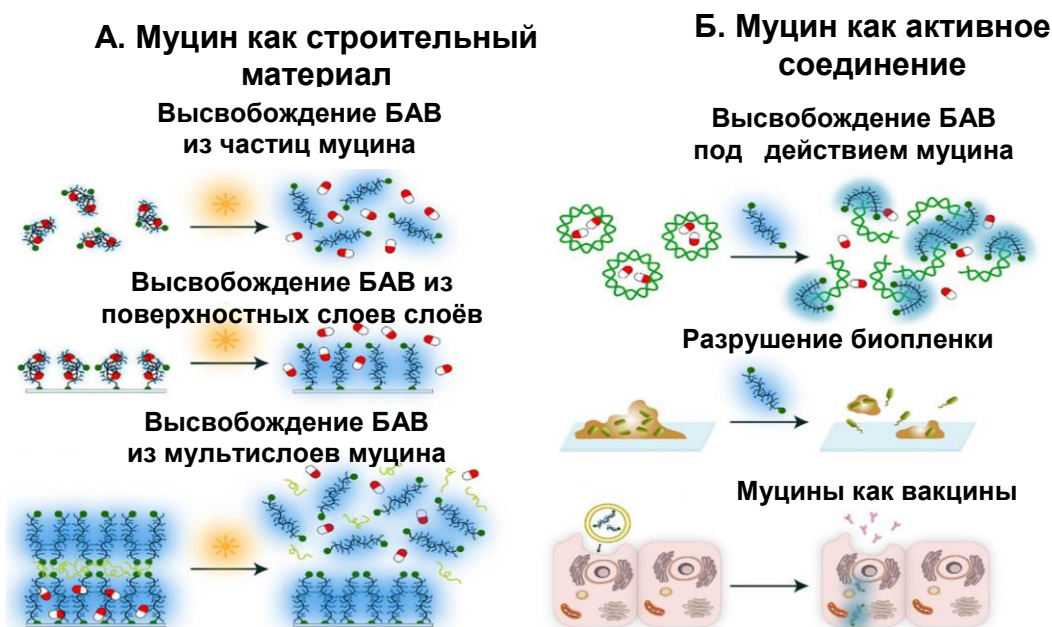 А. Муцин как строительный
материал
Высвобождение БАВ
из частиц муцина
Высвобождение БАВ из
поверхностных слоев слоёв
Высвобождение БАВ
из мультислоев муцина
Б. Муцин как активное
соединение
Высвобождение БАВ
под действием муцина
Разрушение биопленки
Муцины как вакцины